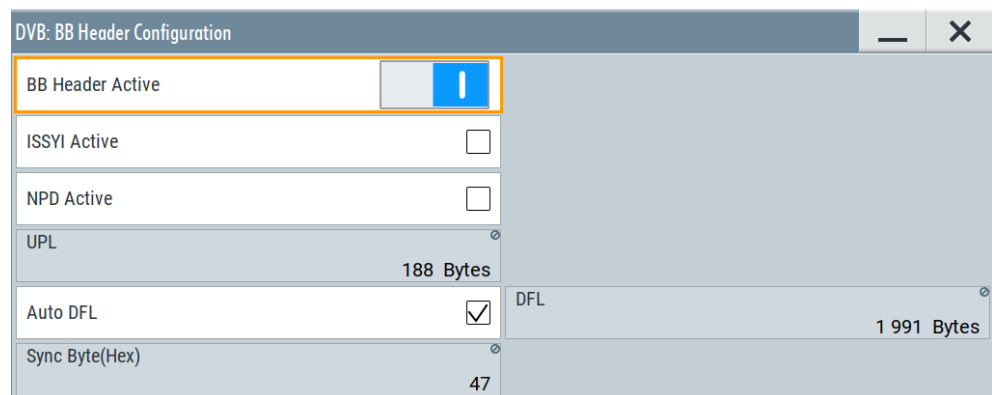 DVB: BB Header Configuration
BB Header Active
ISSYI Active
NPD Active
UPL
188 Bytes
Auto DFL
DFL
1 991 Bytes
Sync Byte(Hex)
47